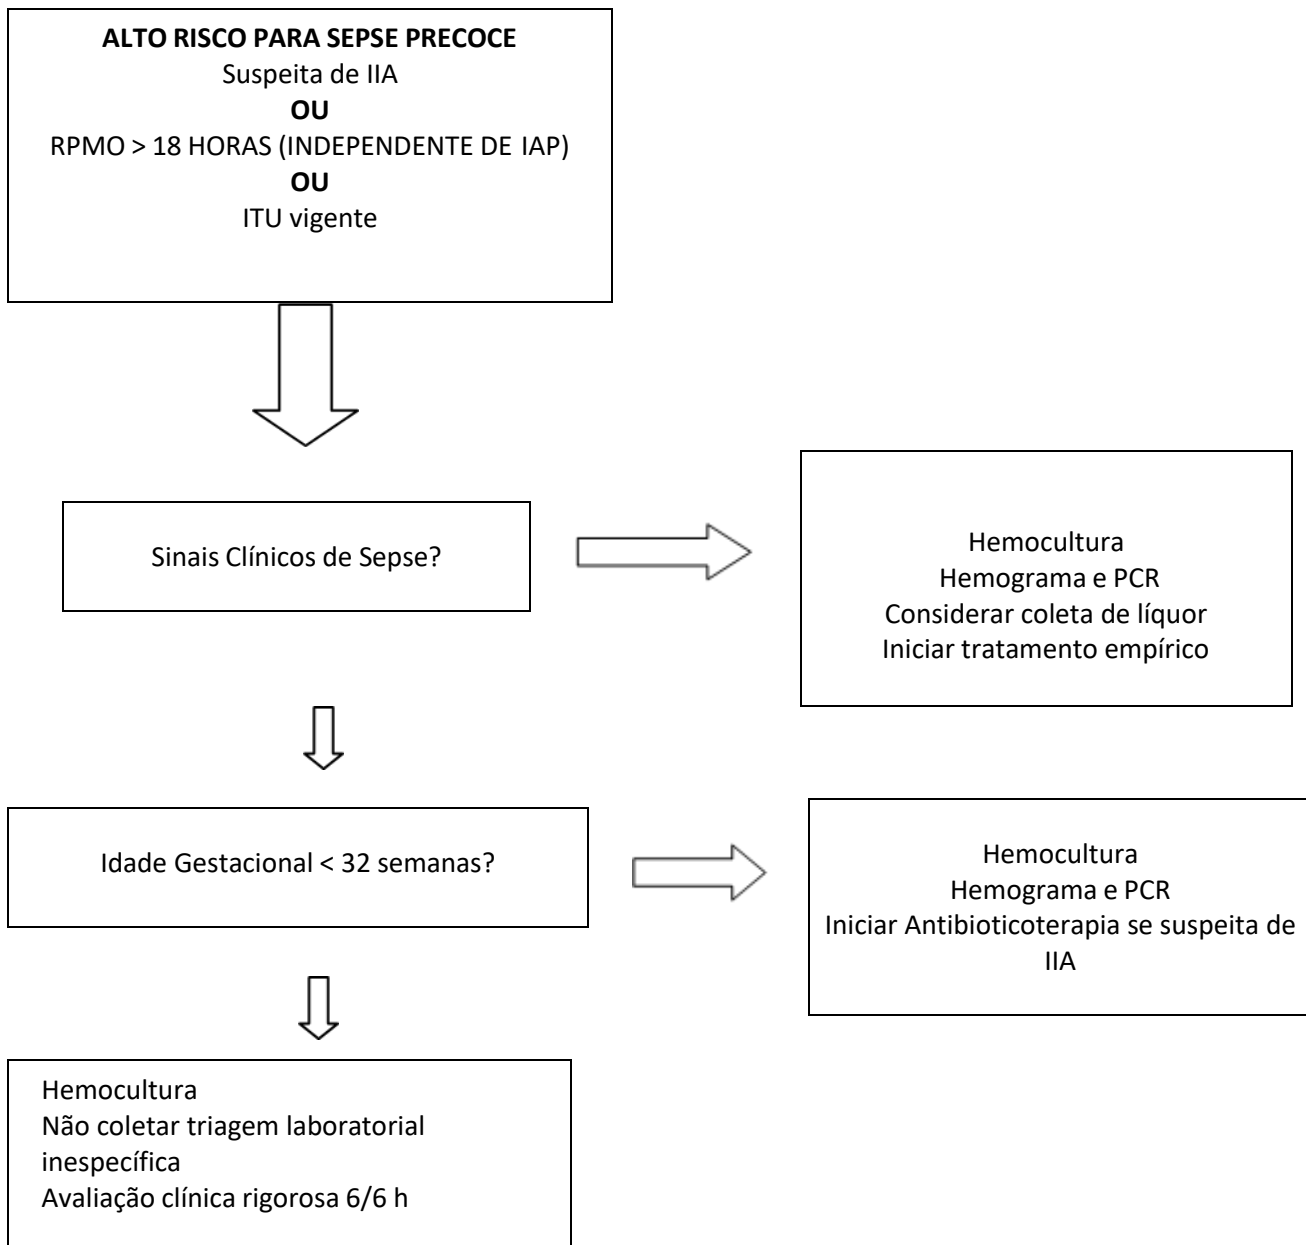 ALTO RISCO PARA SEPSE PRECOCE
Suspeita de IIA
OU
RPMO > 18 HORAS (INDEPENDENTE DE IAP)
OU
ITU vigente
Sinais Clínicos de Sepse?
Hemocultura
Hemograma e PCR
Considerar coleta de líquor
Iniciar tratamento empírico
Idade Gestacional < 32 semanas?
Hemocultura
Hemograma e PCR
Iniciar Antibioticoterapia se suspeita de
IIA
Hemocultura
Não coletar triagem laboratorial
inespecífica
Avaliação clínica rigorosa 6/6 h